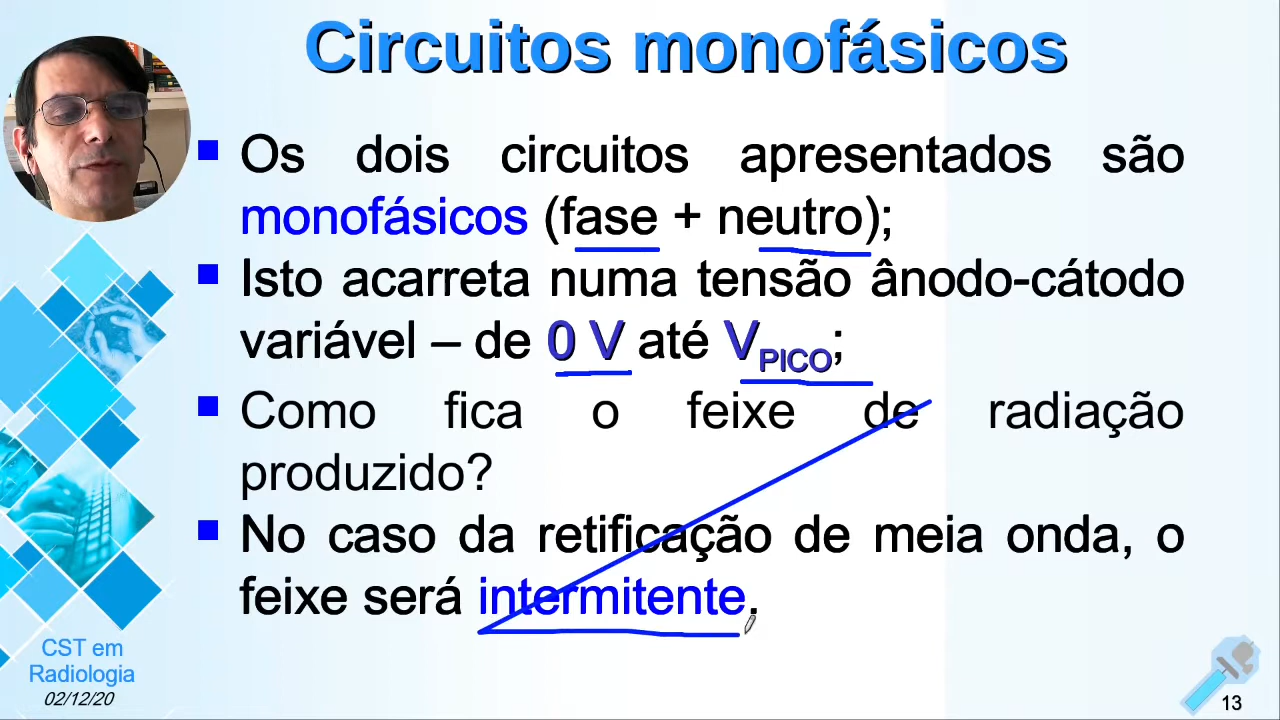 Circuitos monofásicos
Os dois circuitos apresentados são
monofásicos (fase + neutro);
Isto acarreta numa tensão ânodo-cátodo
variável – de 0 V até VPICO;
Como fica o feixe de radiação
produzido?
No caso da retificação de meia onda, o
feixe será intermitente.
CST em
Radiologia
02/12/20
13